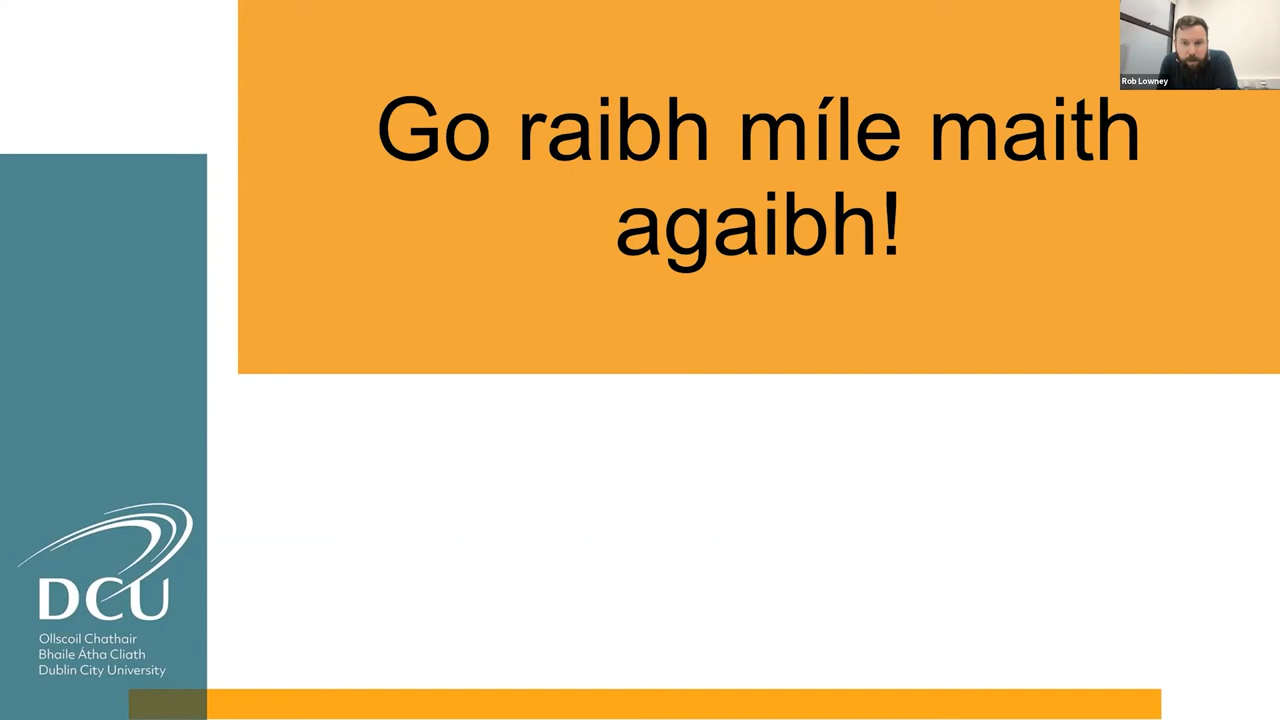 Rob Lowney
Go raibh míle maith
agaibh!
DCU
Ollscoil Chathair
Bhaile Átha Cliath
Dublin City University